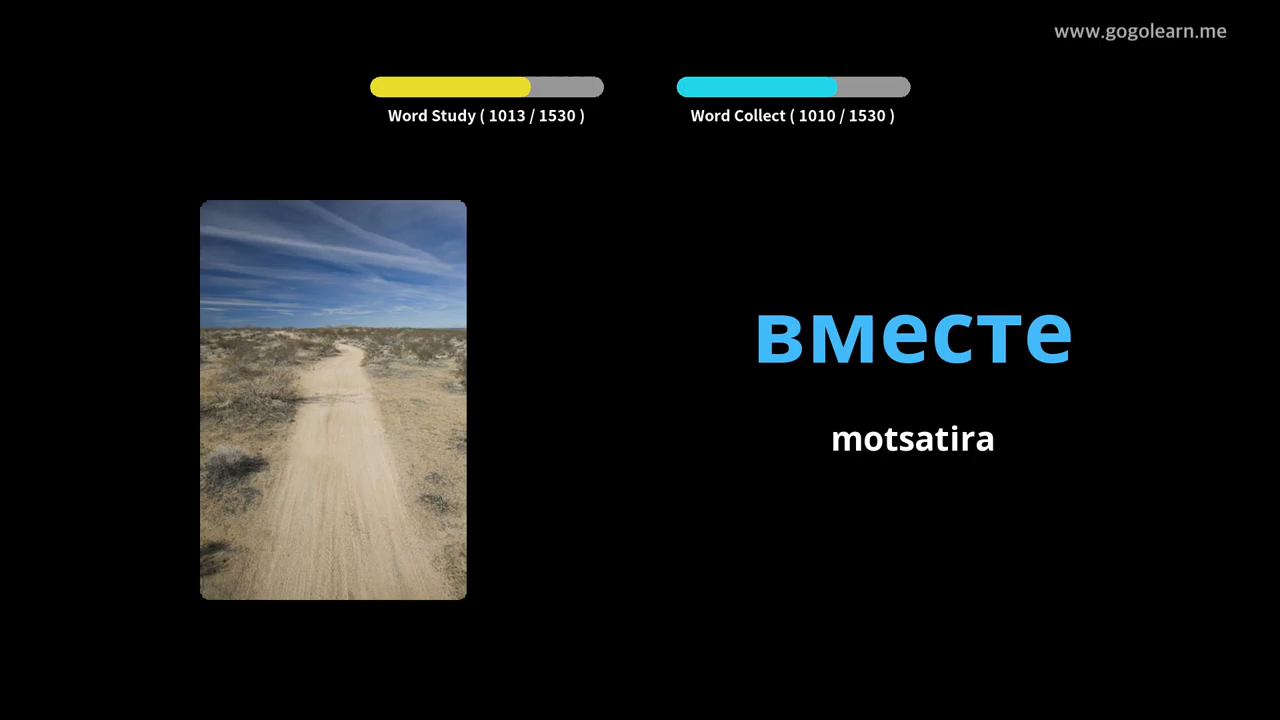 www.gogolearn.me
Word Study ( 1013 / 1530 )
Word Collect ( 1010 / 1530 )
вместе
motsatira